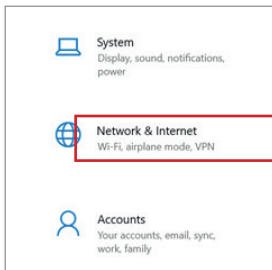 System
Display, sound, notifications,
power
Network & Internet
Wi-Fi, airplane mode, VPN
Accounts
Your accounts, email, sync,
work, family